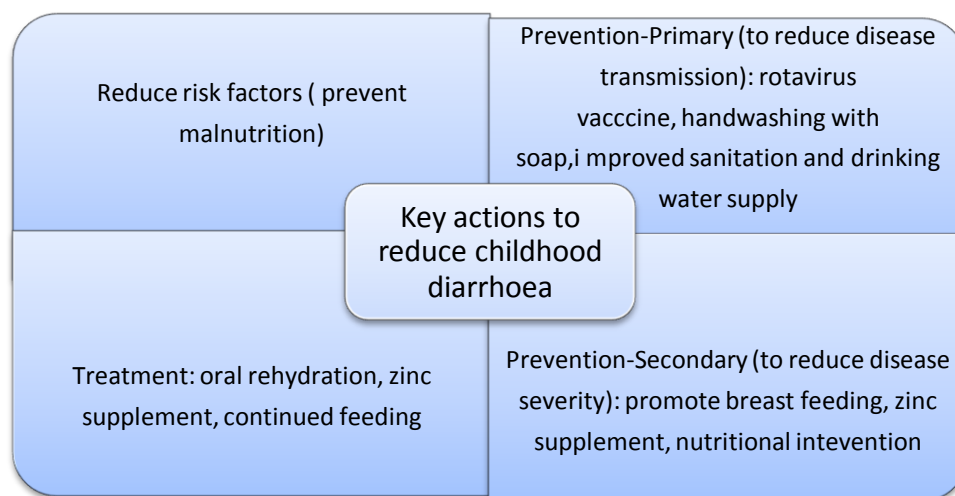 Reduce risk factors ( prevent
malnutrition)
Prevention-Primary (to reduce disease
transmission): rotavirus
vacccine, handwashing with
soap,i mproved sanitation and drinking
water supply
Key actions to
reduce childhood
diarrhoea
Treatment: oral rehydration, zinc
supplement, continued feeding
Prevention-Secondary (to reduce disease
severity): promote breast feeding, zinc
supplement, nutritional intevention